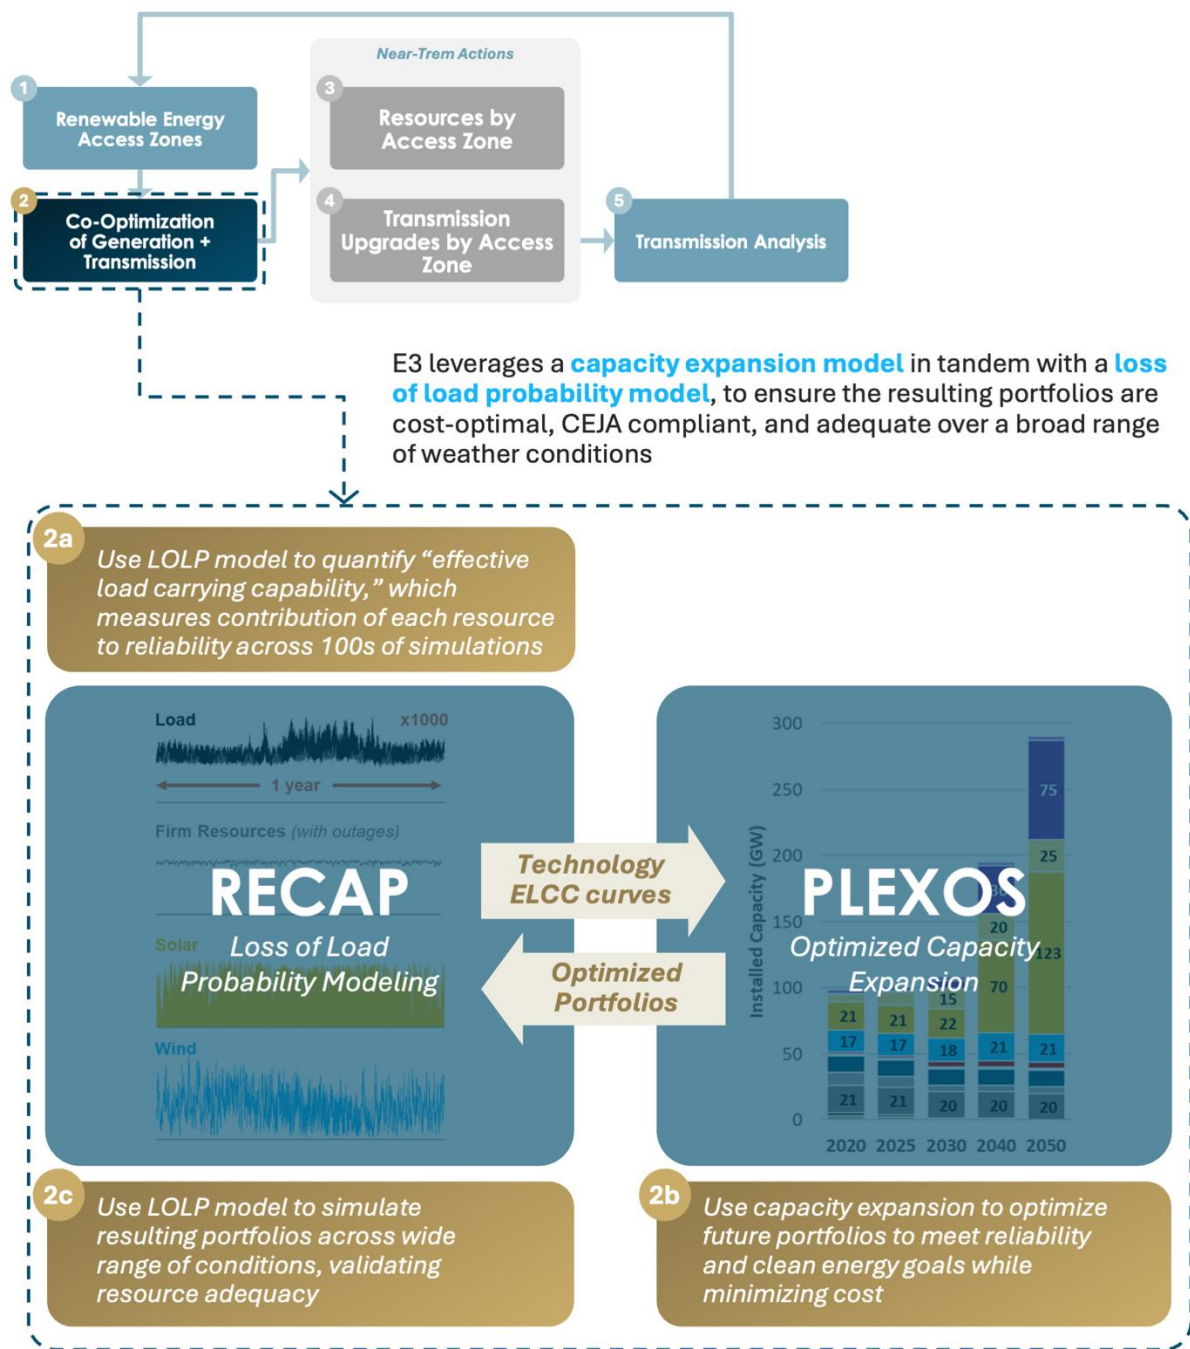 Near-Trem Actions
1
Renewable Energy
Access Zones
3
Resources by
Access Zone
2
Co-Optimization
of Generation +
Transmission
4
Transmission
Upgrades by Access
Zone
5
Transmission Analysis
E3 leverages a capacity expansion model in tandem with a loss
of load probability model, to ensure the resulting portfolios are
cost-optimal, CEJA compliant, and adequate over a broad range
of weather conditions
2a
Use LOLP model to quantify “effective
load carrying capability,” which
measures contribution of each resource
to reliability across 100s of simulations
Load
x1000
1 year
Firm Resources (with outages)
RECAP
Loss of Load
Probability Modeling
Solar
Wind
Technology
ELCC curves
Optimized
Portfolios
PLEXOS
Optimized Capacity
Expansion
Installed Capacity (GW)
300
250
200
150
100
50
0
21
17
21
21
17
21
15
22
18
20
20
70
21
20
75
25
123
21
20
2020 2025 2030 2040 2050
2c
Use LOLP model to simulate
resulting portfolios across wide
range of conditions, validating
resource adequacy
2b
Use capacity expansion to optimize
future portfolios to meet reliability
and clean energy goals while
minimizing cost